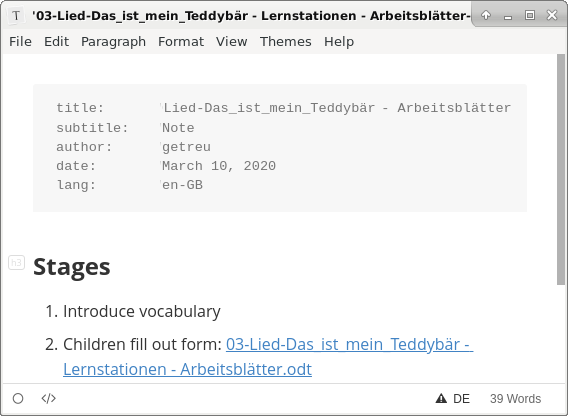 '03-Lied-Das_ist_mein_Teddybär - Lernstationen - Arbeitsblätter-
File Edit Paragraph Format View Themes Help
title: 'Lied-Das_ist_mein_Teddybär - Arbeitsblätter
subtitle: 'Note
author: 'getreu
date: 'March 10, 2020
lang: 'en-GB
h3 Stages
1. Introduce vocabulary
2. Children fill out form: 03-Lied-Das_ist_mein_Teddybär -
Lernstationen - Arbeitsblätter.odt
</> DE 39 Words